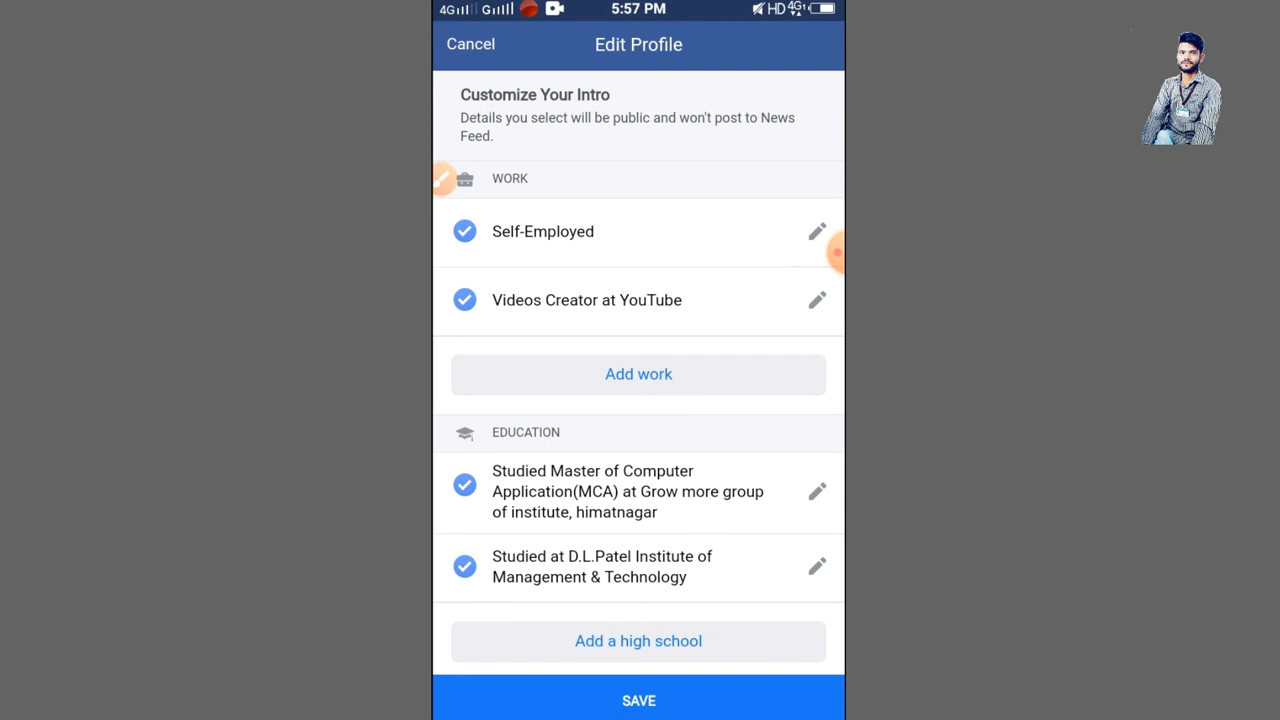 4G G 5:57 PM HD 4G
Cancel Edit Profile
Customize Your Intro
Details you select will be public and won't post to News
Feed.
WORK
Self-Employed
Videos Creator at YouTube
Add work
EDUCATION
Studied Master of Computer
Application(MCA) at Grow more group
of institute, himatnagar
Studied at D.L.Patel Institute of
Management & Technology
Add a high school
SAVE